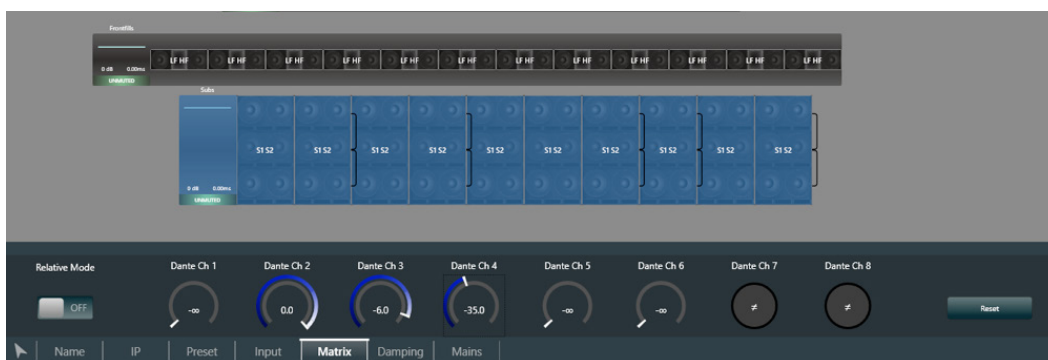 Frontfills
LF HF LF HF LF HF LF HF LF HF LF HF LF HF LF HF LF HF LF HF LF HF LF HF
0 dB 0.00ms
UNMUTED
Subs
S1 S2 S1 S2 S1 S2 S1 S2 S1 S2 S1 S2 S1 S2 S1 S2 S1 S2 S1 S2
0 dB 0.00ms
UNMUTED
Relative Mode Dante Ch 1 Dante Ch 2 Dante Ch 3 Dante Ch 4 Dante Ch 5 Dante Ch 6 Dante Ch 7 Dante Ch 8
OFF -∞ 0.0 -6.0 -35.0 -∞ -∞ ≠ ≠ Reset
Name IP Preset Input Matrix Damping Mains